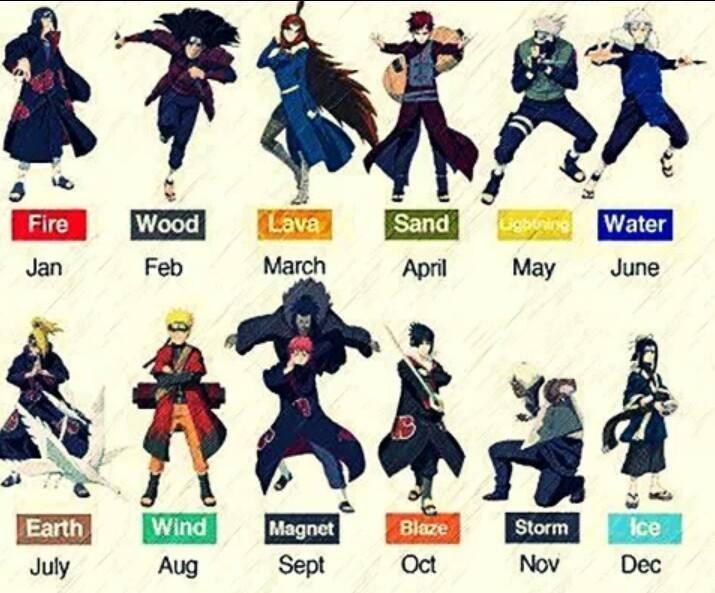 Fire Wood Lava Sand Lightning Water
Jan Feb March April May June
Earth Wind Magnet Blaze Storm Ice
July Aug Sept Oct Nov Dec